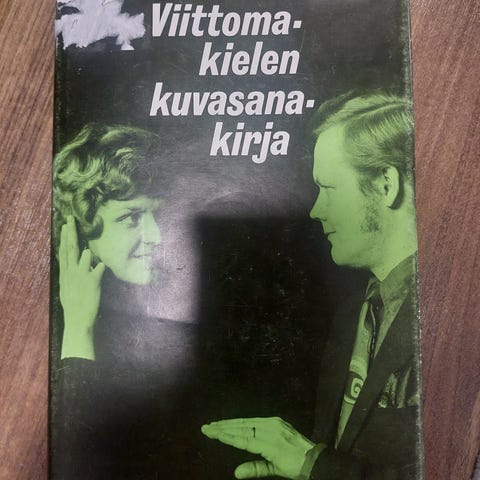 Viittoma-
kielen
kuvasana-
kirja